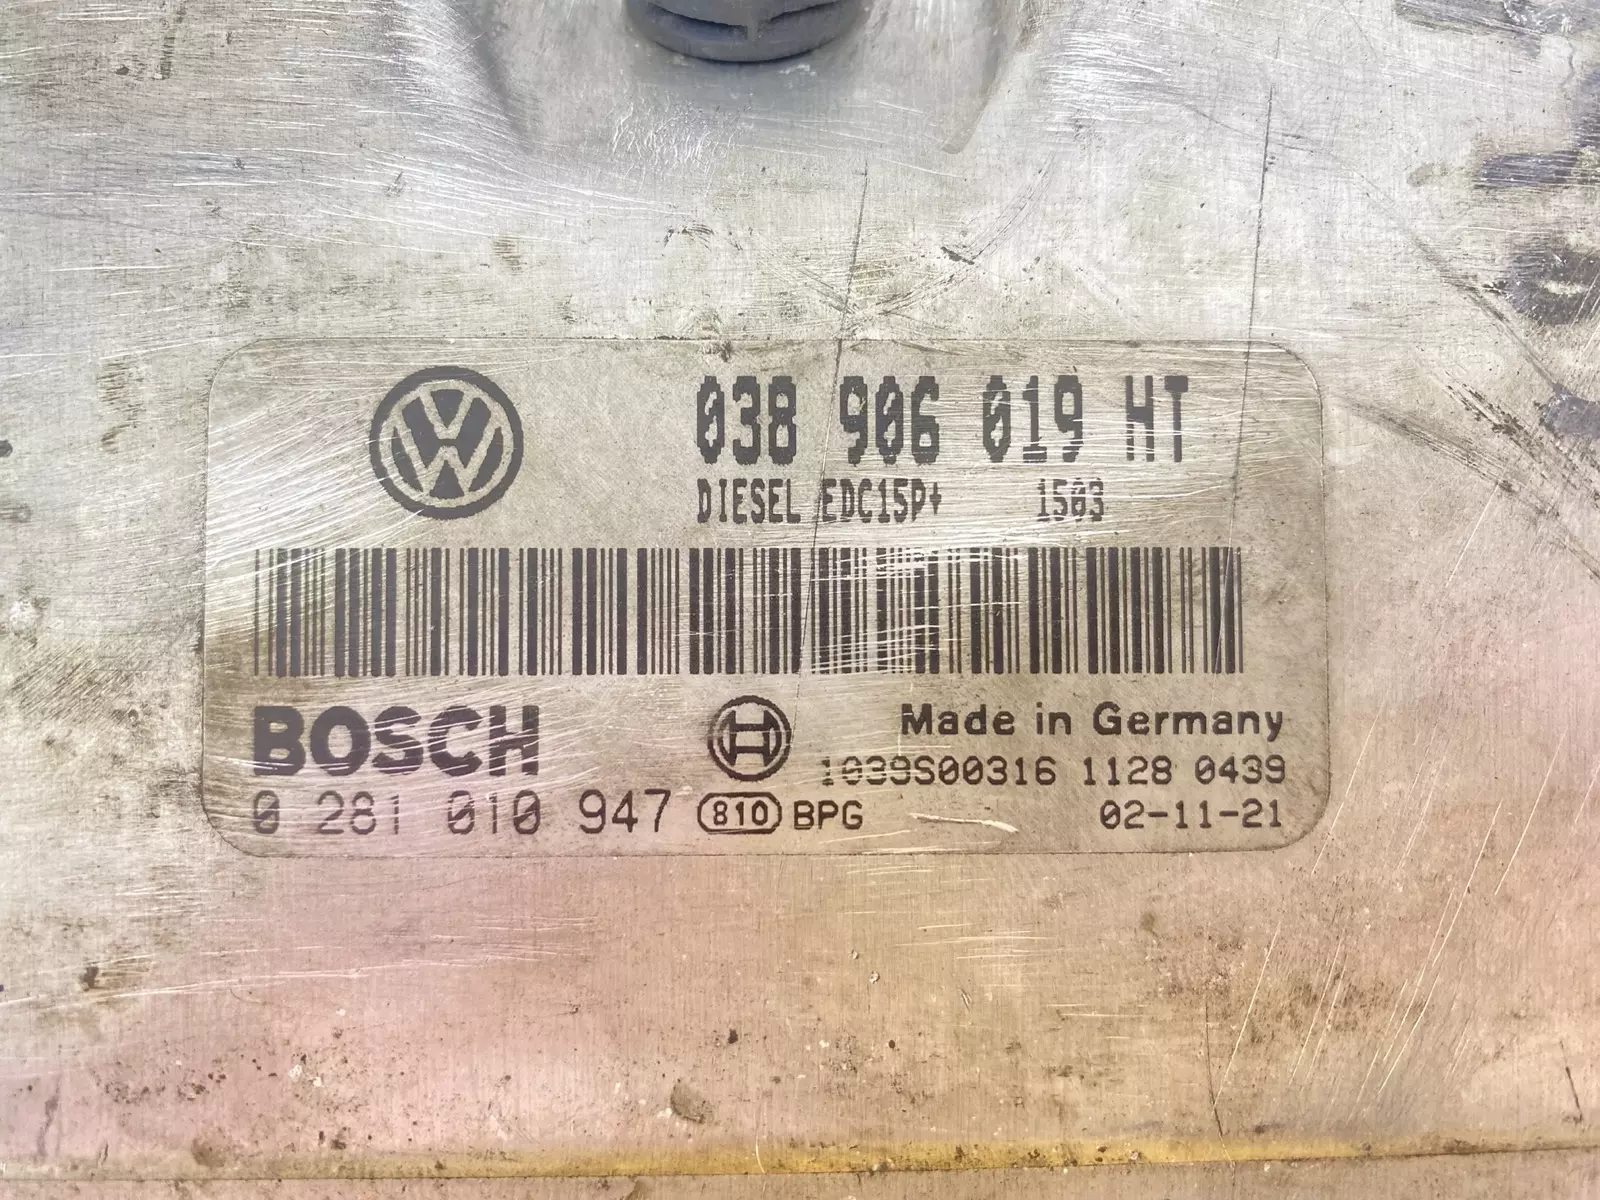 VW
038 906 019 HT
DIESEL EDC15P+ 1503
BOSCH
Made in Germany
1039S00316 1128 0439
0 281 010 947 810 BPG 02-11-21